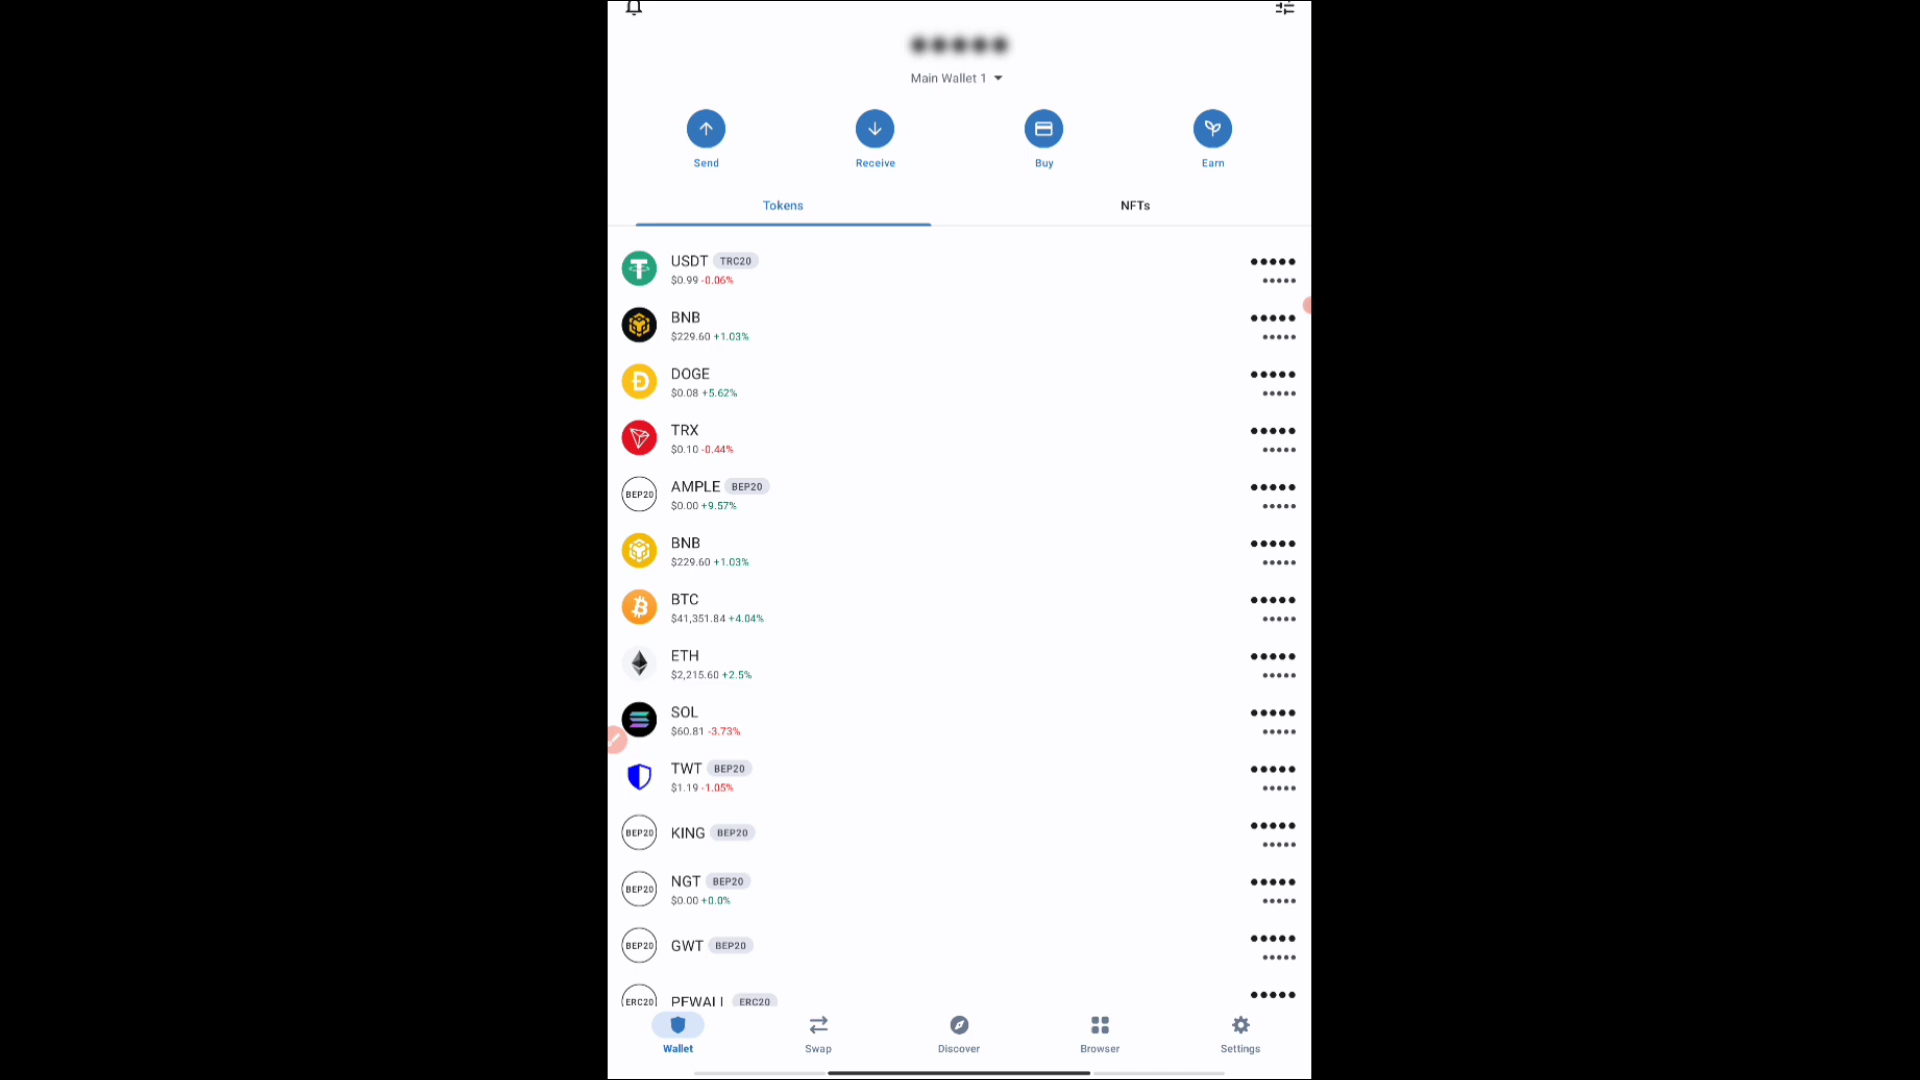 Main Wallet 1
Send Receive Buy Earn
Tokens NFTs
USDT TRC20
$0.99 -0.06%
BNB
$229.60 +1.03%
DOGE
$0.08 +5.62%
TRX
$0.10 -0.44%
BEP20 AMPLE BEP20
$0.00 +9.57%
BNB
$229.60 +1.03%
BTC
$41,351.84 +4.04%
ETH
$2,215.60 +2.5%
SOL
$60.81 -3.73%
TWT BEP20
$1.19 -1.05%
BEP20 KING BEP20
BEP20 NGT BEP20
$0.00 +0.0%
BEP20 GWT BEP20
ERC20 ERC20
Wallet Swap Discover Browser Settings